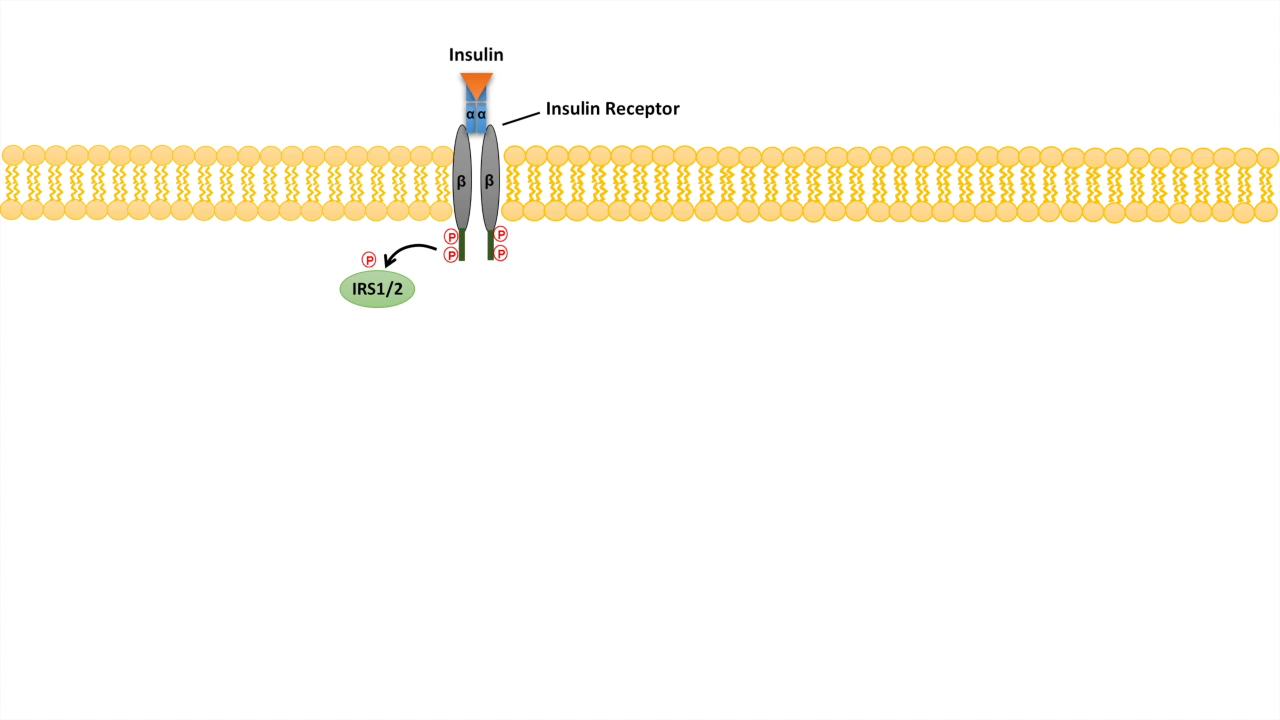 Insulin
α α
Insulin Receptor
β β
P P
P P
P
IRS1/2